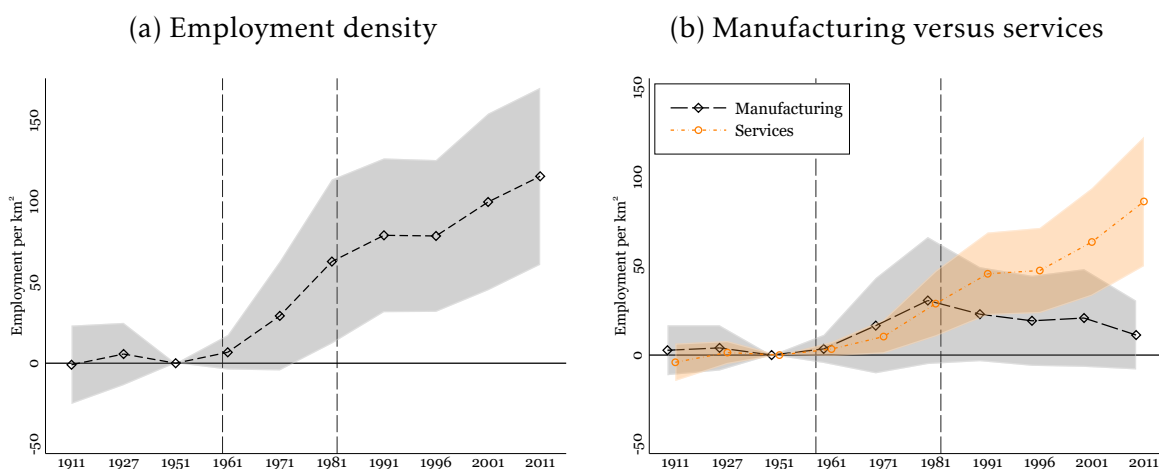 (a) Employment density
Employment per km²
150
100
50
0
-50
1911 1927 1951 1961 1971 1981 1991 1996 2001 2011
(b) Manufacturing versus services
Manufacturing
Services
Employment per km²
150
100
50
0
-50
1911 1927 1951 1961 1971 1981 1991 1996 2001 2011